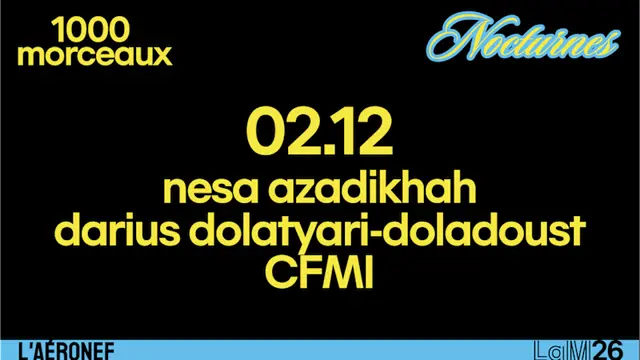 1000
morceaux
Nocturnes
02.12
nesa azadikhah
darius dolatyari-doladoust
CFMI
L'AÉRONEF
LaM26